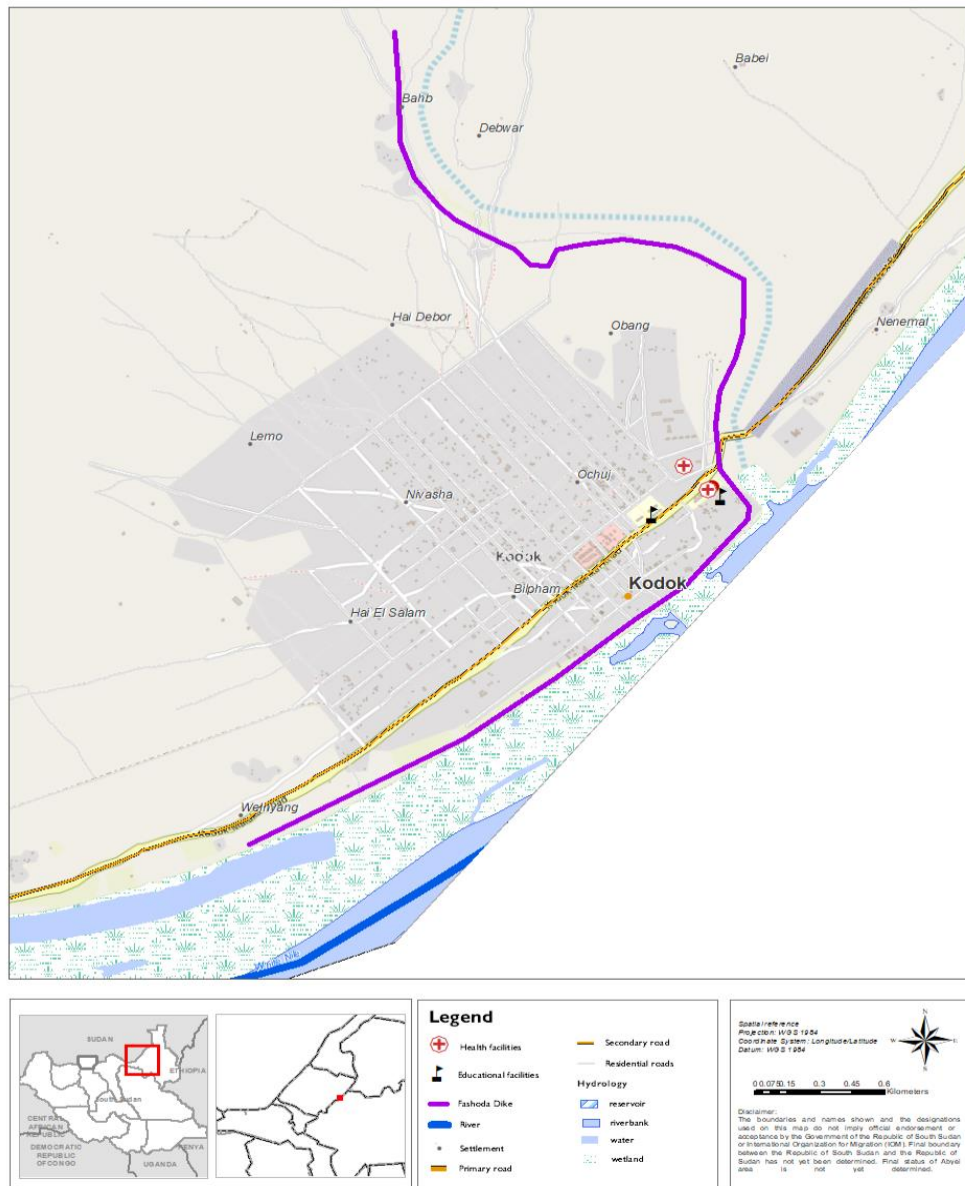 Babei
Bahb
Debwar
Nenemaf
Hai Debor
Obang
Lemo
Ochuj
Nivasha
Kodok
Kodok
Bilpham
Hai El Salam
Weinyang
SUDAN
ETHIOPIA
South Sudan
CENTRAL
AFRICAN
REPUBLIC
DEMOCRATIC
REPUBLIC
OF CONGO
KENYA
UGANDA
Legend
Health facilities
Educational facilities
Fashoda Dike
River
Settlement
Primary road
Secondary road
Residential roads
Hydrology
reservoir
riverbank
water
wetland
Spatial reference
Projection: WGS 1984
Coordinate System: Longitude/Latitude
Datum: WGS 1984
N
W
E
S
0 0.075 0.15 0.3 0.45 0.6
Kilometers
Disclaimer:
The boundaries and names shown and the designations
used on this map do not imply official endorsement or
acceptance by the Government of the Republic of South Sudan
or International Organization for Migration (IOM). Final boundary
between the Republic of South Sudan and the Republic of
Sudan has not yet been determined. Final status of Abyei
area is not yet determined.